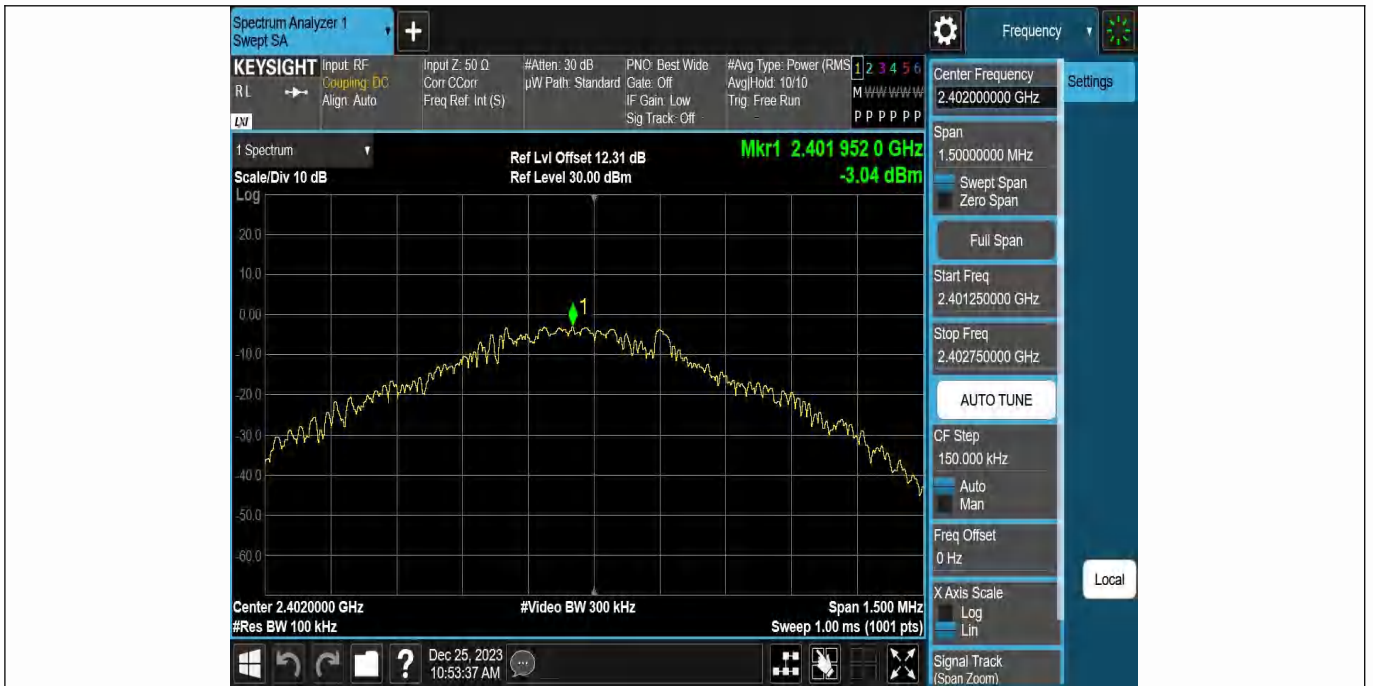 Spectrum Analyzer 1
Swept SA
Frequency
KEYSIGHT
R L
LXI
Input: RF
Coupling: DC
Align: Auto
Input Z: 50 Ω
Corr CCorr
Freq Ref: Int (S)
#Atten: 30 dB
µW Path: Standard
PNO: Best Wide
Gate: Off
IF Gain: Low
Sig Track: Off
#Avg Type: Power (RMS
Avg|Hold: 10/10
Trig: Free Run
1 2 3 4 5 6
M W W W W W
P P P P P P
Center Frequency
2.402000000 GHz
Settings
Span
1.50000000 MHz
Swept Span
Zero Span
Full Span
Start Freq
2.401250000 GHz
Stop Freq
2.402750000 GHz
AUTO TUNE
CF Step
150.000 kHz
Auto
Man
Freq Offset
0 Hz
X Axis Scale
Log
Lin
Signal Track
(Span Zoom)
Local
1 Spectrum
Scale/Div 10 dB
Ref Lvl Offset 12.31 dB
Ref Level 30.00 dBm
Mkr1 2.401 952 0 GHz
-3.04 dBm
Log
20.0
10.0
0.00
-10.0
-20.0
-30.0
-40.0
-50.0
-60.0
1
Center 2.4020000 GHz
#Video BW 300 kHz
Span 1.500 MHz
#Res BW 100 kHz
Sweep 1.00 ms (1001 pts)
?
Dec 25, 2023
10:53:37 AM